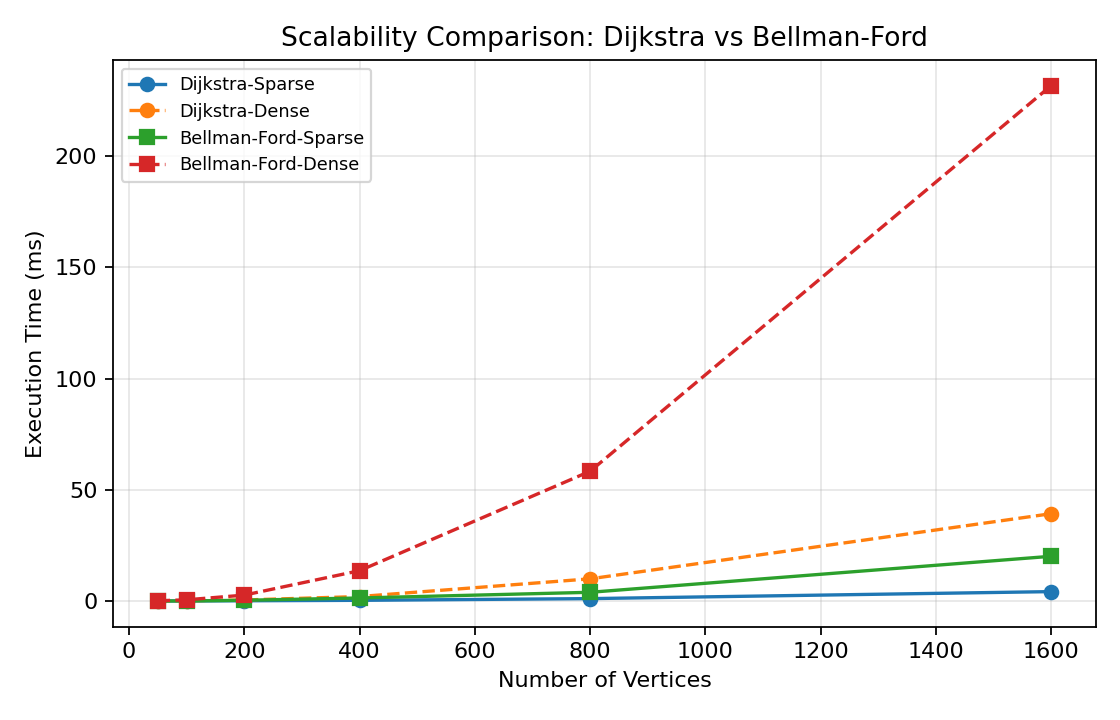 Scalability Comparison: Dijkstra vs Bellman-Ford
Dijkstra-Sparse
Dijkstra-Dense
Bellman-Ford-Sparse
Bellman-Ford-Dense
Execution Time (ms)
200
150
100
50
0
0 200 400 600 800 1000 1200 1400 1600
Number of Vertices